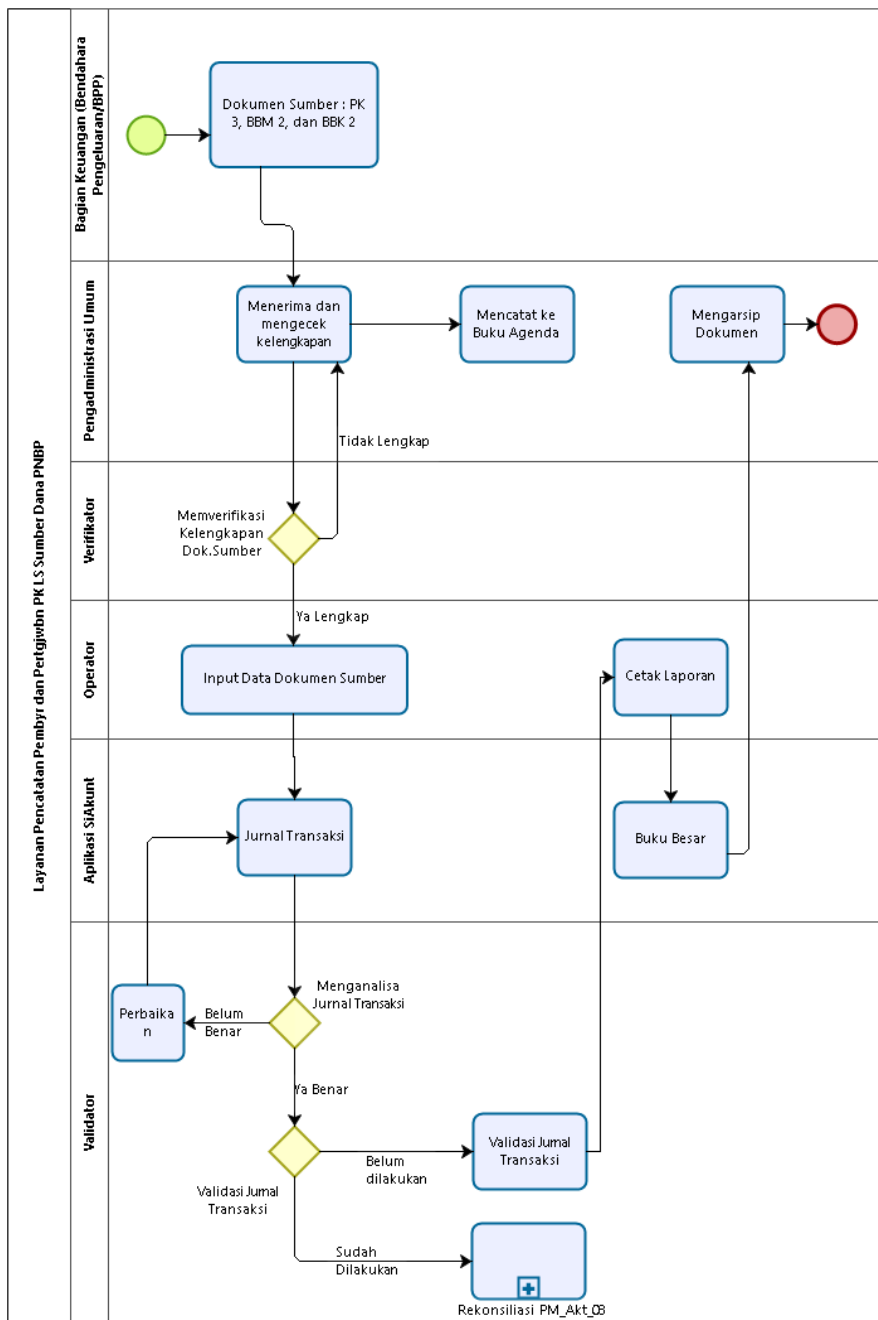 Layanan Pencatatan Pembyr dan Pertgjwbn PK LS Sumber Dana PNBP
Bagian Keuangan (Bendahara
Pengeluaran/BPP)
Dokumen Sumber : PK
3, BBM 2, dan BBK 2
Pengadministrasi Umum
Menerima dan
mengecek
kelengkapan
Mencatat ke
Buku Agenda
Mengarsip
Dokumen
Tidak Lengkap
Verifikator
Memverifikasi
Kelengkapan
Dok.Sumber
Ya Lengkap
Operator
Input Data Dokumen Sumber
Cetak Laporan
Aplikasi SiAkunt
Jurnal Transaksi
Buku Besar
Validator
Menganalisa
Jurnal Transaksi
Perbaika
n
Belum
Benar
Ya Benar
Validasi Jurnal
Transaksi
Belum
dilakukan
Validasi Jurnal
Transaksi
Sudah
Dilakukan
Rekonsiliasi PM_Akt_03